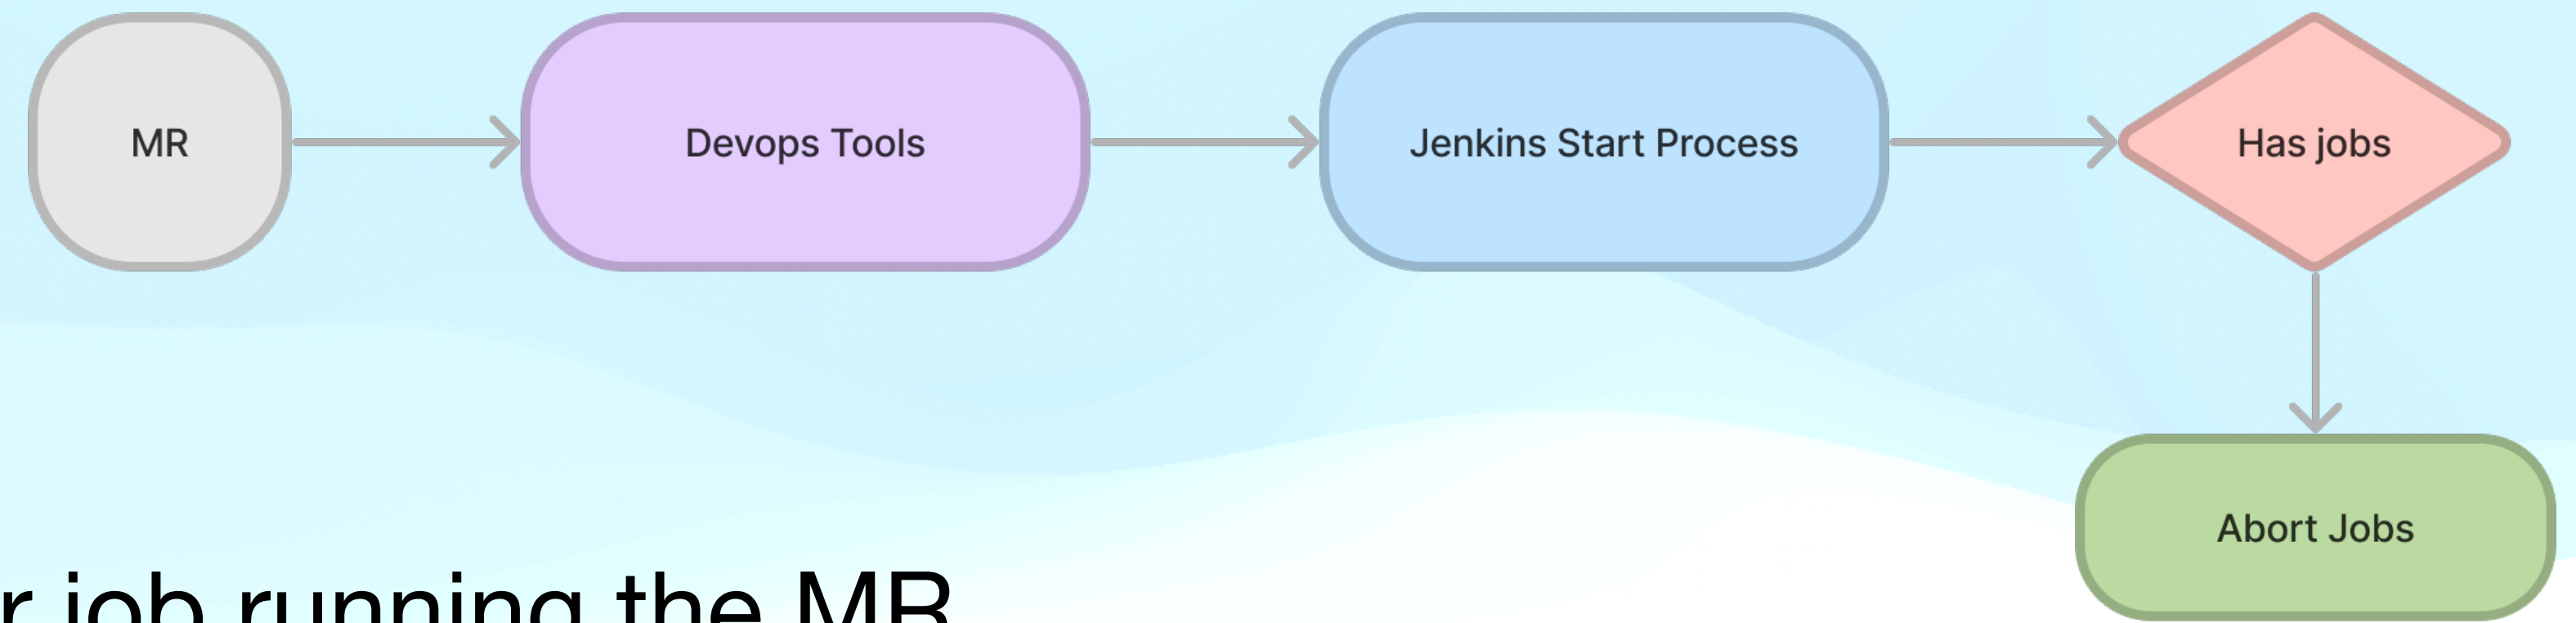 MR
Devops Tools
Jenkins Start Process
Has jobs
Abort Jobs
r job running the MR